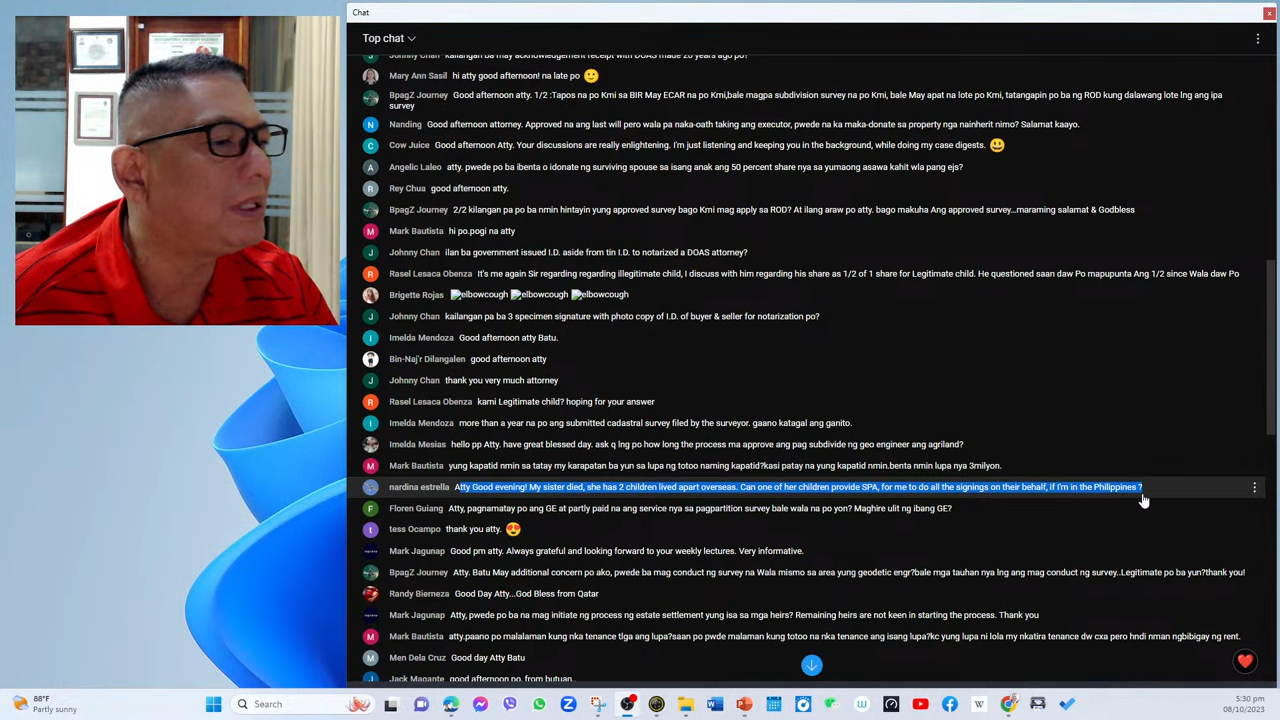 Chat
Top chat
Johnny Chan kailangan ba may acknowledgement receipt with DOAS made 20 years ago po?
Mary Ann Sasil hi atty good afternoon! na late po 🙂
BpagZ Journey Good afternoon atty. 1/2 :Tapos na po Kmi sa BIR May ECAR na po Kmi,bale magpa subdivision survey na po Kmi, bale May apat na lote po Kmi, tatangapin po ba ng ROD kung dalawang lote lng ang ipa
survey
N Nanding Good afternoon attorney. Approved na ang last will pero wala pa naka-oath taking ang executor, pwede na ka maka-donate sa property nga nainherit nimo? Salamat kaayo.
C Cow Juice Good afternoon Atty. Your discussions are really enlightening. I'm just listening and keeping you in the background, while doing my case digests. 😃
A Angelic Laleo atty. pwede po ba ibenta o idonate ng surviving spouse sa isang anak ang 50 percent share nya sa yumaong asawa kahit wla pang ejs?
R Rey Chua good afternoon atty.
BpagZ Journey 2/2 kilangan pa po ba nmin hintayin yung approved survey bago Kmi mag apply sa ROD? At ilang araw po atty. bago makuha Ang approved survey…maraming salamat & Godbless
M Mark Bautista hi po.pogi na atty
J Johnny Chan ilan ba government issued I.D. aside from tin I.D. to notarized a DOAS attorney?
R Rasel Lesaca Obenza It's me again Sir regarding regarding illegitimate child, I discuss with him regarding his share as 1/2 of 1 share for Legitimate child. He questioned saan daw Po mapupunta Ang 1/2 since Wala daw Po
Brigette Rojas elbowcough elbowcough elbowcough
J Johnny Chan kailangan pa ba 3 specimen signature with photo copy of I.D. of buyer & seller for notarization po?
I Imelda Mendoza Good afternoon atty Batu.
Bin-Naj'r Dilangalen good afternoon atty
J Johnny Chan thank you very much attorney
R Rasel Lesaca Obenza kami Legitimate child? hoping for your answer
I Imelda Mendoza more than a year na po ang submitted cadastral survey filed by the surveyor. gaano katagal ang ganito.
Imelda Mesias hello pp Atty. have great blessed day. ask q lng po how long the process ma approve ang pag subdivide ng geo engineer ang agriland?
M Mark Bautista yung kapatid nmin sa tatay my karapatan ba yun sa lupa ng totoo naming kapatid?kasi patay na yung kapatid nmin.benta nmin lupa nya 3milyon.
nardina estrella Atty Good evening! My sister died, she has 2 children lived apart overseas. Can one of her children provide SPA, for me to do all the signings on their behalf, if I'm in the Philippines ?
Floren Guiang Atty, pagnamatay po ang GE at partly paid na ang service nya sa pagpartition survey bale wala na po yon? Maghire ulit ng ibang GE?
t tess Ocampo thank you atty. 😍
Mark Jagunap Good pm atty. Always grateful and looking forward to your weekly lectures. Very informative.
BpagZ Journey Atty. Batu May additional concern po ako, pwede ba mag conduct ng survey na Wala mismo sa area yung geodetic engr?bale mga tauhan nya lng ang mag conduct ng survey..Legitimate po ba yun?thank you!
Randy Bierneza Good Day Atty...God Bless from Qatar
Mark Jagunap Atty, pwede po ba na mag initiate ng process ng estate settlement yung isa sa mga heirs? Remaining heirs are not keen in starting the process. Thank you
M Mark Bautista atty.paano po malalaman kung nka tenance tlga ang lupa?saan po pwde malaman kung totoo na nka tenance ang isang lupa?kc yung lupa ni lola my nkatira tenance dw cxa pero hndi nman ngbibigay ng rent.
Men Dela Cruz Good day Atty Batu
Jack Magante good afternoon po, from butuan..
88°F
Partly sunny
Search
5:30 pm
08/10/2023